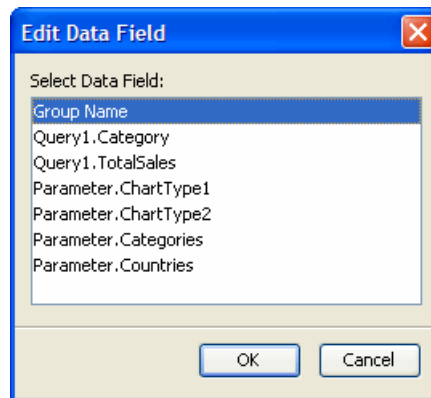 Edit Data Field
Select Data Field:
Group Name
Query1.Category
Query1.TotalSales
Parameter.ChartType1
Parameter.ChartType2
Parameter.Categories
Parameter.Countries
OK Cancel